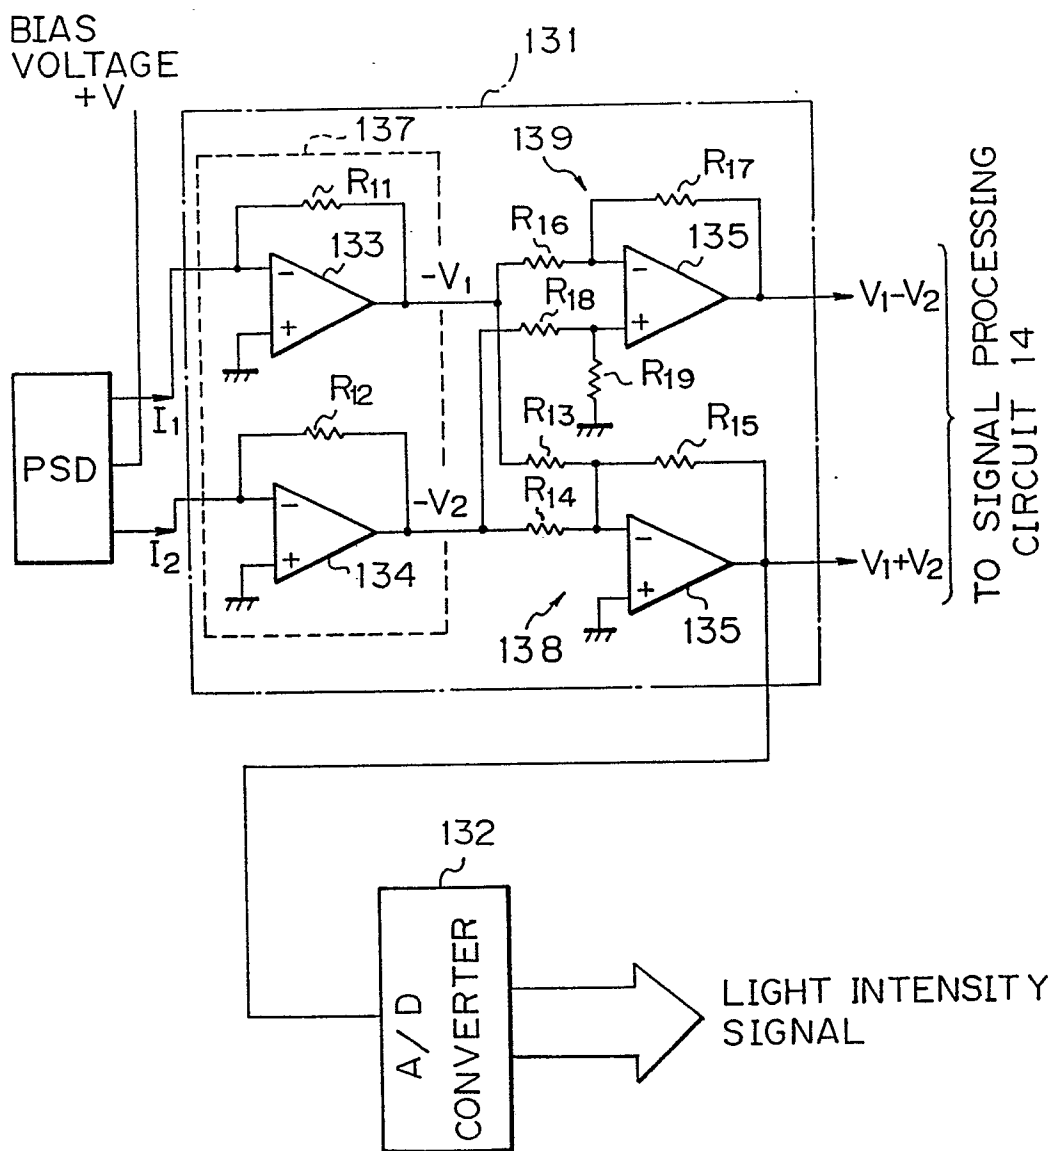 BIAS
VOLTAGE
+V
131
137
139
R11
R17
133
R16
135
-V1
R18
V1-V2
R19
R12
I1
R13
R15
PSD
-V2
R14
I2
134
V1+V2
138
135
TO SIGNAL PROCESSING
CIRCUIT 14
132
A/D
CONVERTER
LIGHT INTENSITY
SIGNAL